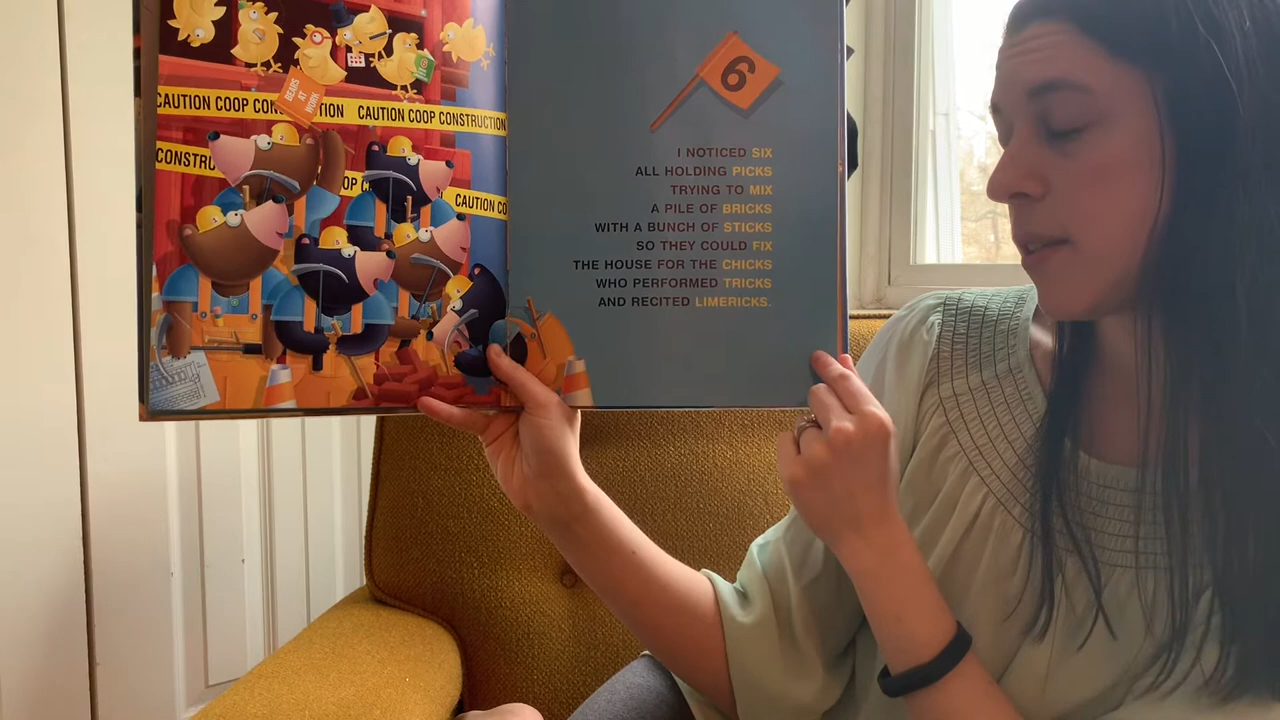 BEARS
AT
WORK
CAUTION COOP CON TION CAUTION COOP CONSTRUCTION
CONSTRU OP C CAUTION CO
6
I NOTICED SIX
ALL HOLDING PICKS
TRYING TO MIX
A PILE OF BRICKS
WITH A BUNCH OF STICKS
SO THEY COULD FIX
THE HOUSE FOR THE CHICKS
WHO PERFORMED TRICKS
AND RECITED LIMERICKS.